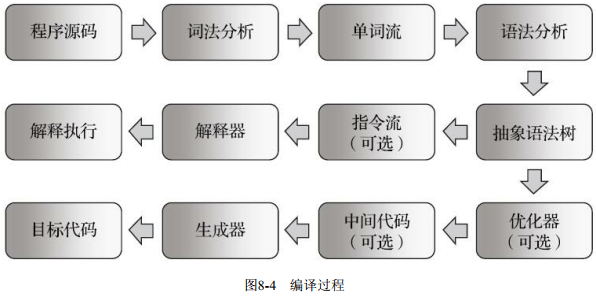 程序源码
词法分析
单词流
语法分析
解释执行
解释器
指令流
（可选）
抽象语法树
目标代码
生成器
中间代码
（可选）
优化器
（可选）
图8-4 编译过程